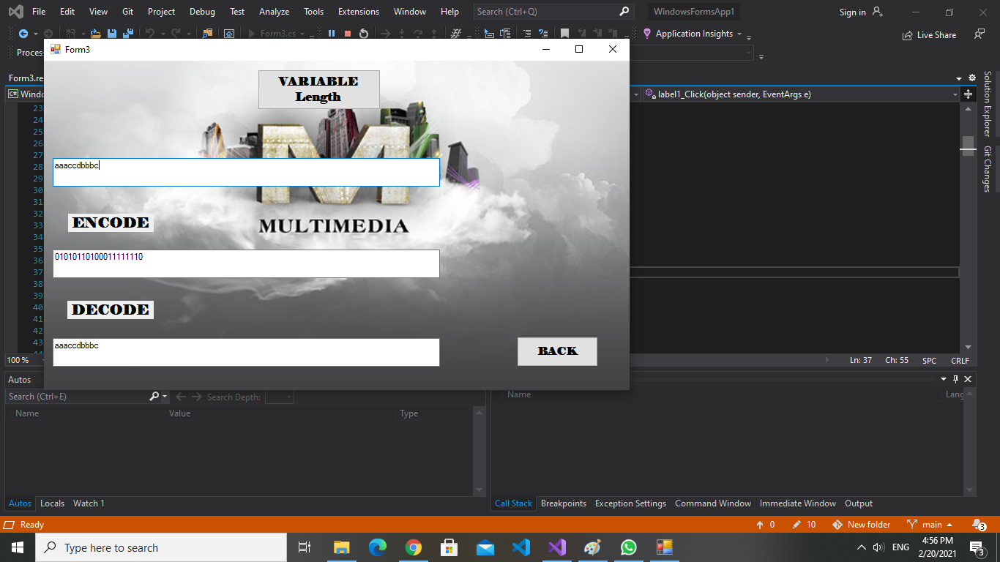 File Edit View Git Project Debug Test Analyze Tools Extensions Window Help Search (Ctrl+Q) WindowsFormsApp1 Sign in
Form3.cs Application Insights Live Share
Proces
Form3
Form3.re
Windo label1_Click(object sender, EventArgs e)
VARIABLE
Length
23
24
25
26
27
28
29
30
31
32
33
34
35
36
37
38
39
40
41
42
43
44
aaaccdbbbc
ENCODE
MULTIMEDIA
01010110100011111110
DECODE
aaaccdbbbc
BACK
Solution Explorer
Git Changes
100 % Ln: 37 Ch: 55 SPC CRLF
Autos
Search (Ctrl+E) Search Depth:
Name Value Type
Name Lang
Autos Locals Watch 1
Call Stack Breakpoints Exception Settings Command Window Immediate Window Output
Ready 0 10 New folder main 3
Type here to search ENG 4:56 PM
2/20/2021 3